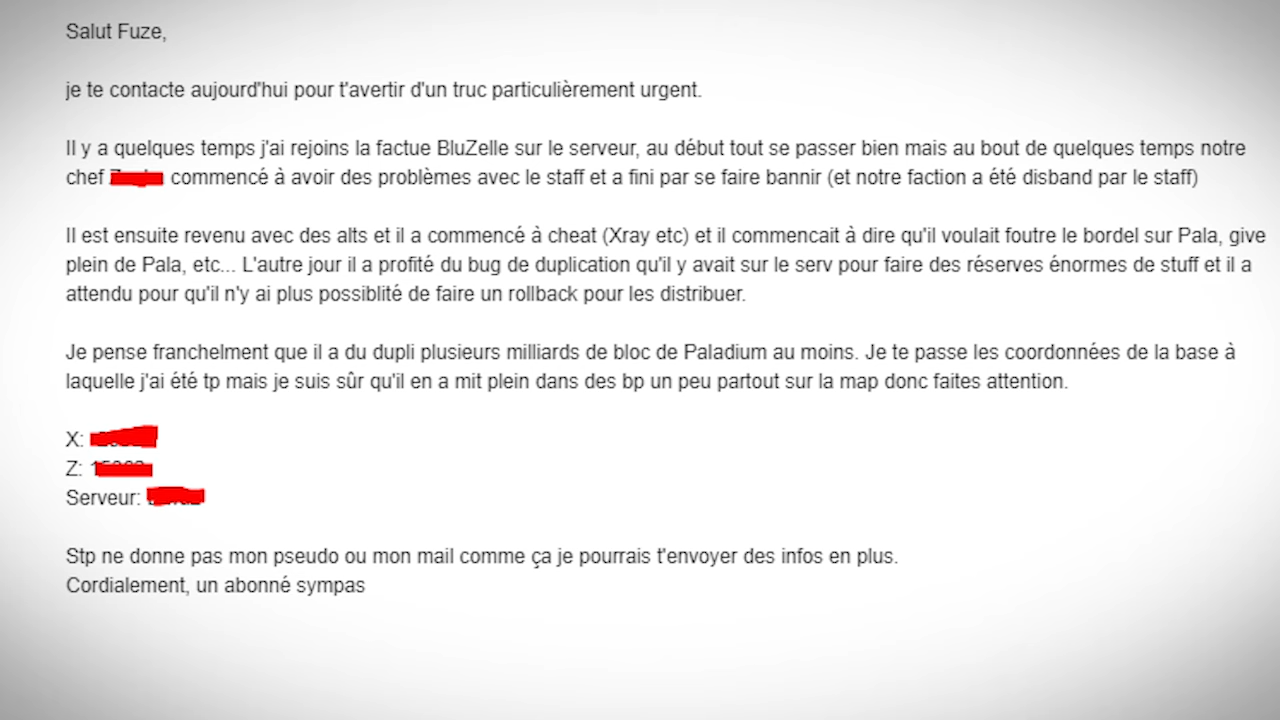 Salut Fuze,
je te contacte aujourd'hui pour t'avertir d'un truc particulièrement urgent.
Il y a quelques temps j'ai rejoins la factue BluZelle sur le serveur, au début tout se passer bien mais au bout de quelques temps notre
chef commencé à avoir des problèmes avec le staff et a fini par se faire bannir (et notre faction a été disband par le staff)
Il est ensuite revenu avec des alts et il a commencé à cheat (Xray etc) et il commencait à dire qu'il voulait foutre le bordel sur Pala, give
plein de Pala, etc... L'autre jour il a profité du bug de duplication qu'il y avait sur le serv pour faire des réserves énormes de stuff et il a
attendu pour qu'il n'y ai plus possiblité de faire un rollback pour les distribuer.
Je pense franchelment que il a du dupli plusieurs milliards de bloc de Paladium au moins. Je te passe les coordonnées de la base à
laquelle j'ai été tp mais je suis sûr qu'il en a mit plein dans des bp un peu partout sur la map donc faites attention.
X:
Z:
Serveur:
Stp ne donne pas mon pseudo ou mon mail comme ça je pourrais t'envoyer des infos en plus.
Cordialement, un abonné sympas